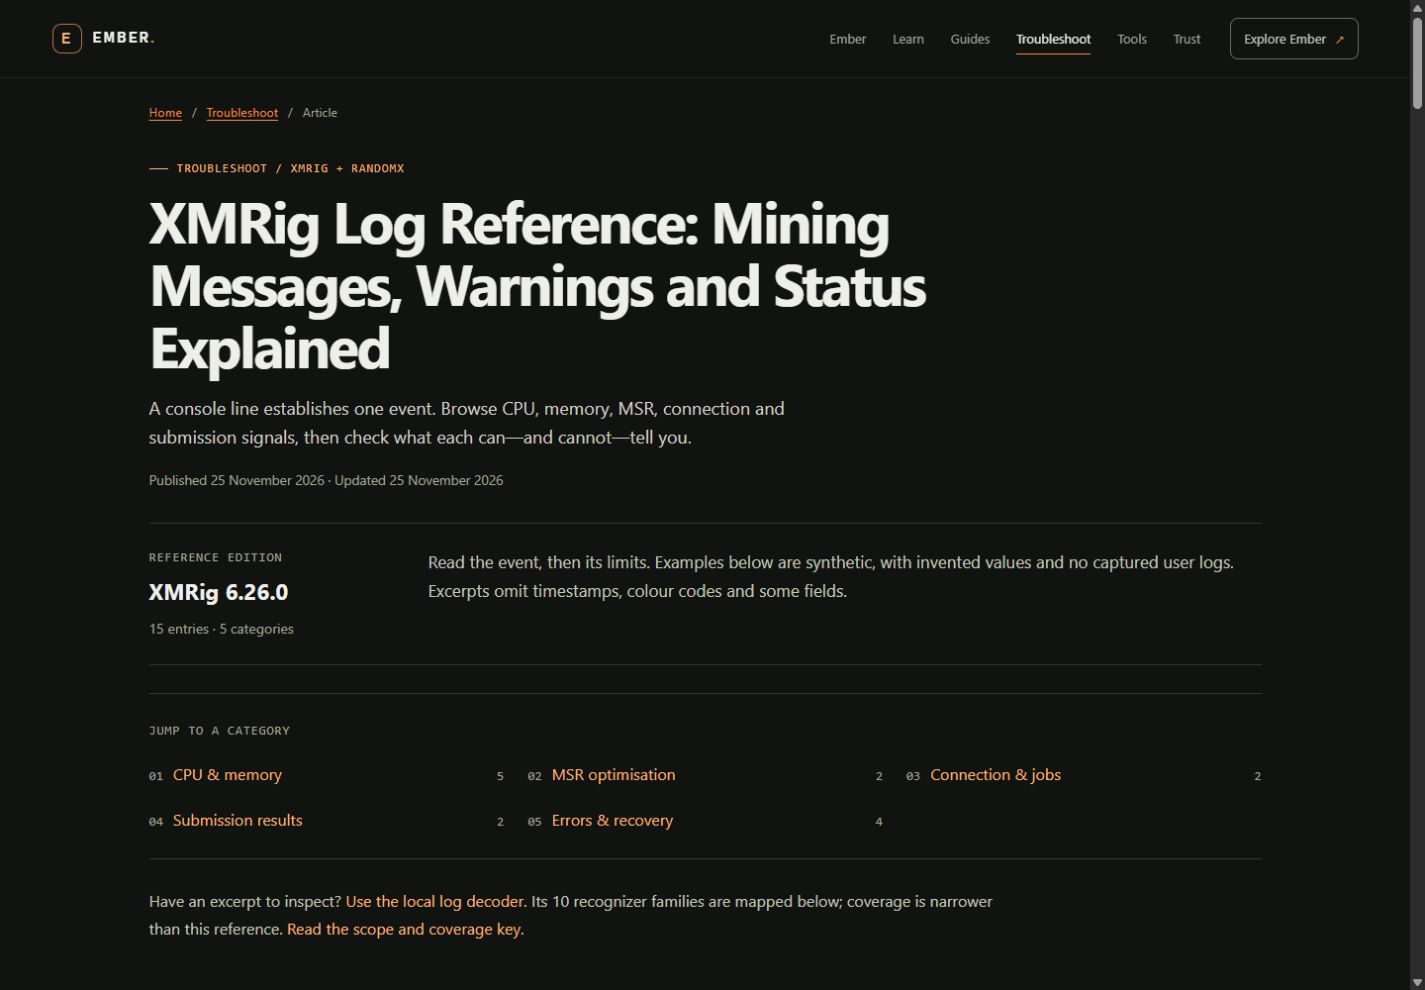 E EMBER.
Ember Learn Guides Troubleshoot Tools Trust Explore Ember ↗
Home / Troubleshoot / Article
TROUBLESHOOT / XMRIG + RANDOMX
XMRig Log Reference: Mining
Messages, Warnings and Status
Explained
A console line establishes one event. Browse CPU, memory, MSR, connection and
submission signals, then check what each can—and cannot—tell you.
Published 25 November 2026 · Updated 25 November 2026
REFERENCE EDITION
XMRig 6.26.0
15 entries · 5 categories
Read the event, then its limits. Examples below are synthetic, with invented values and no captured user logs.
Excerpts omit timestamps, colour codes and some fields.
JUMP TO A CATEGORY
01 CPU & memory 5
02 MSR optimisation 2
03 Connection & jobs 2
04 Submission results 2
05 Errors & recovery 4
Have an excerpt to inspect? Use the local log decoder. Its 10 recognizer families are mapped below; coverage is narrower
than this reference. Read the scope and coverage key.